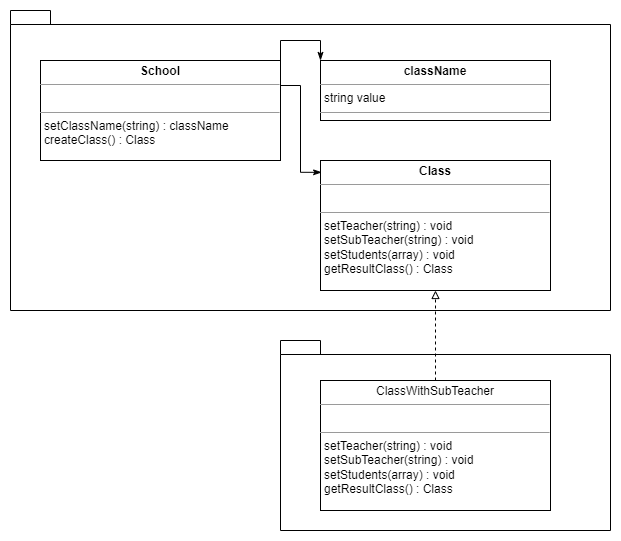 School
setClassName(string) : className
createClass() : Class
className
string value
Class
setTeacher(string) : void
setSubTeacher(string) : void
setStudents(array) : void
getResultClass() : Class
ClassWithSubTeacher
setTeacher(string) : void
setSubTeacher(string) : void
setStudents(array) : void
getResultClass() : Class